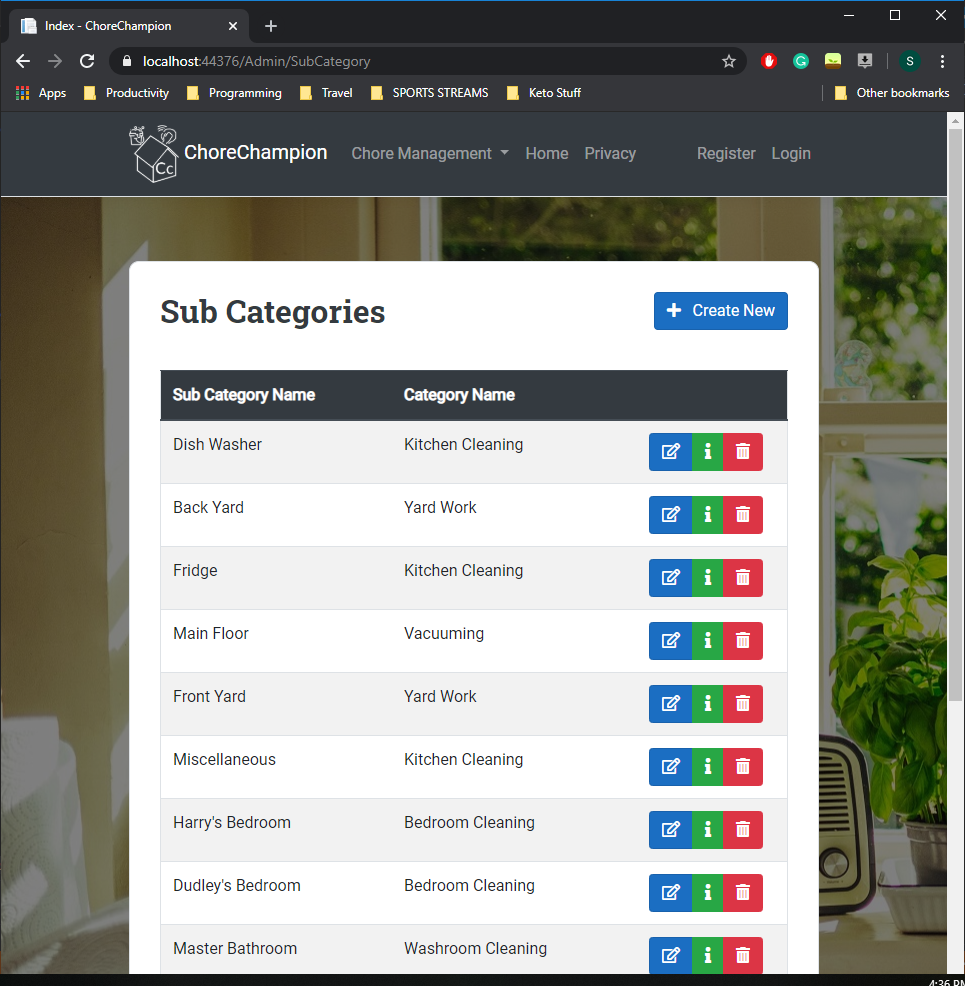 Index - ChoreChampion
localhost:44376/Admin/SubCategory
S
Apps Productivity Programming Travel SPORTS STREAMS Keto Stuff Other bookmarks
Cc ChoreChampion Chore Management Home Privacy Register Login
Sub Categories
Create New
Sub Category Name Category Name
Dish Washer Kitchen Cleaning
Back Yard Yard Work
Fridge Kitchen Cleaning
Main Floor Vacuuming
Front Yard Yard Work
Miscellaneous Kitchen Cleaning
Harry's Bedroom Bedroom Cleaning
Dudley's Bedroom Bedroom Cleaning
Master Bathroom Washroom Cleaning
4:36 PM